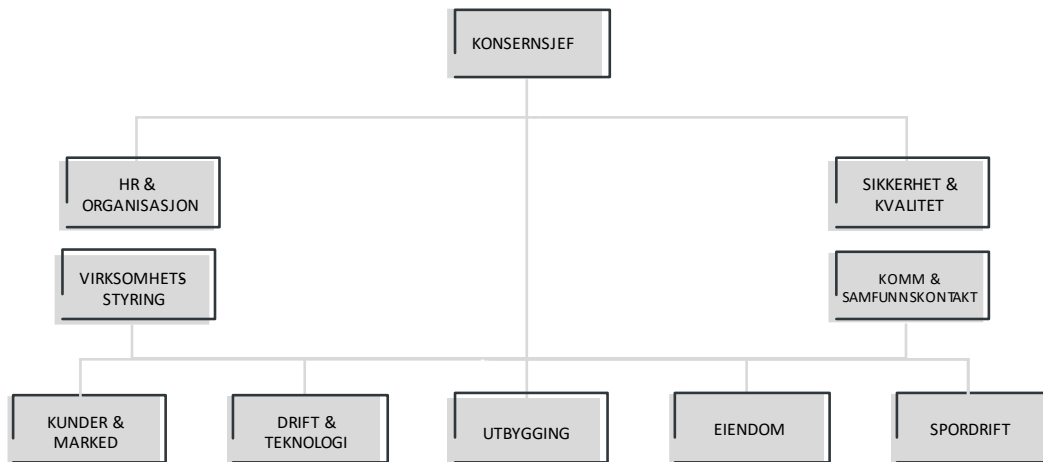 KONSERNSJEF
HR &
ORGANISASJON
SIKKERHET &
KVALITET
VIRKSOMHETS
STYRING
KOMM &
SAMFUNNSKONTAKT
KUNDER &
MARKED
DRIFT &
TEKNOLOGI
UTBYGGING
EIENDOM
SPORDRIFT